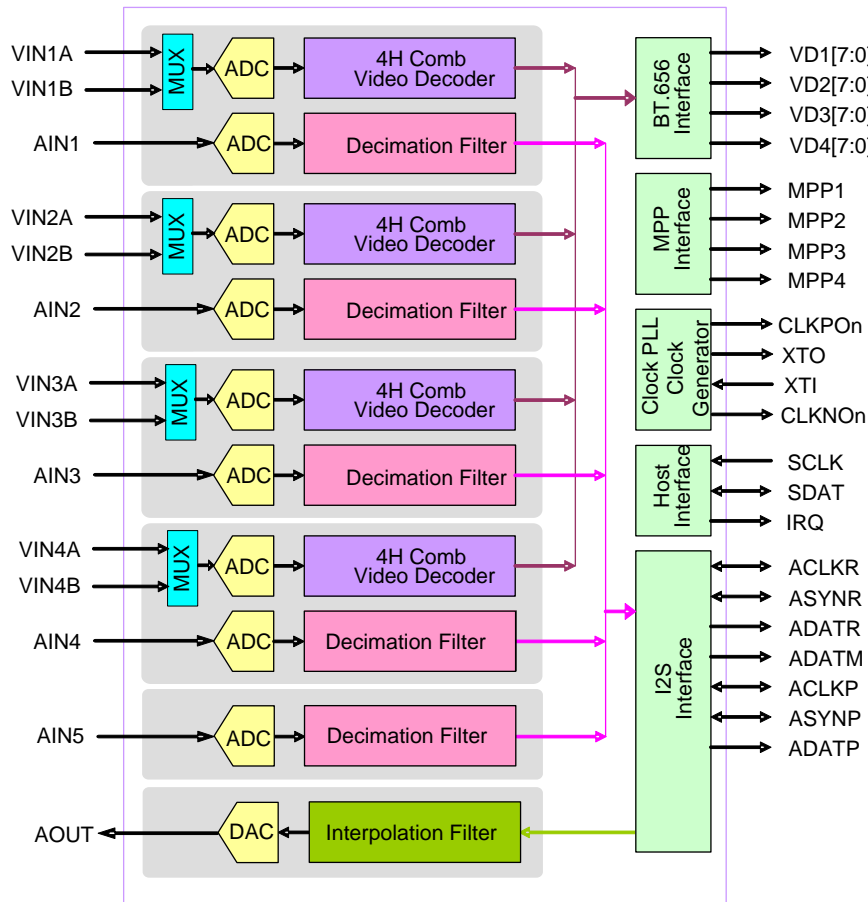 VIN1A
VIN1B
MUX
ADC
4H Comb
Video Decoder
AIN1
ADC
Decimation Filter
VIN2A
VIN2B
MUX
ADC
4H Comb
Video Decoder
AIN2
ADC
Decimation Filter
VIN3A
VIN3B
MUX
ADC
4H Comb
Video Decoder
AIN3
ADC
Decimation Filter
VIN4A
VIN4B
MUX
ADC
4H Comb
Video Decoder
AIN4
ADC
Decimation Filter
AIN5
ADC
Decimation Filter
AOUT
DAC
Interpolation Filter
BT.656
Interface
VD1[7:0]
VD2[7:0]
VD3[7:0]
VD4[7:0]
MPP
Interface
MPP1
MPP2
MPP3
MPP4
Clock PLL
Clock
Generator
CLKPOn
XTO
XTI
CLKNOn
Host
Interface
SCLK
SDAT
IRQ
I2S
Interface
ACLKR
ASYNR
ADATR
ADATM
ACLKP
ASYNP
ADATP